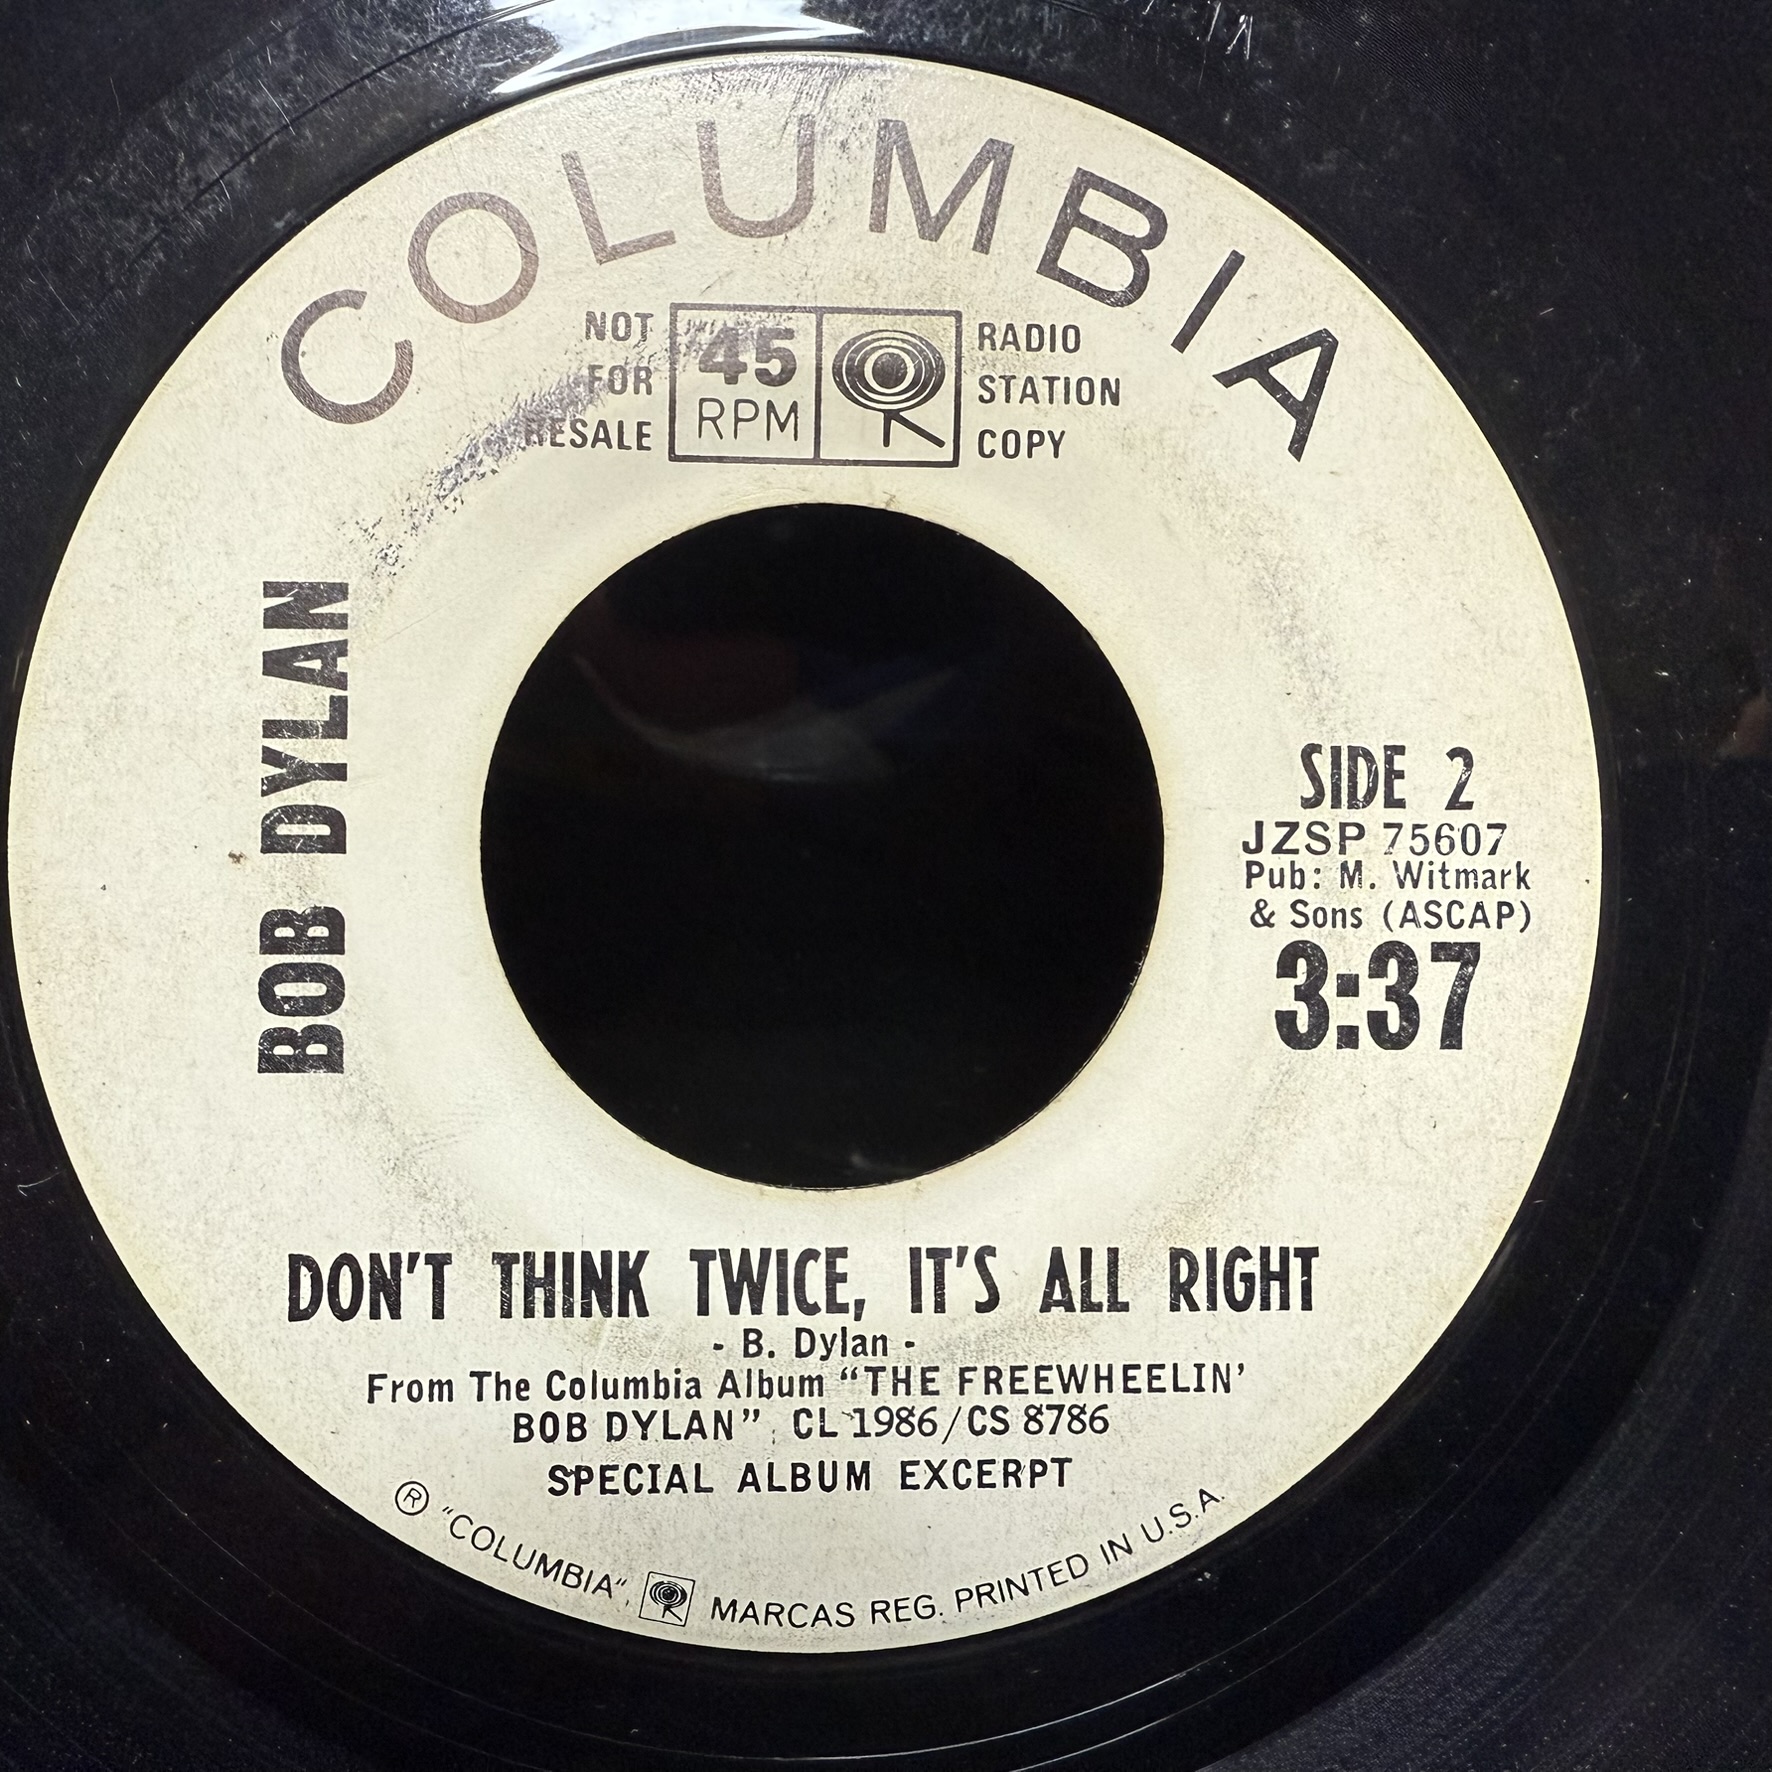 COLUMBIA
NOT
FOR
RESALE
45
RPM
RADIO
STATION
COPY
BOB DYLAN
SIDE 2
JZSP 75607
Pub: M. Witmark
& Sons (ASCAP)
3:37
DON'T THINK TWICE, IT'S ALL RIGHT
- B. Dylan -
From The Columbia Album “THE FREEWHEELIN'
BOB DYLAN” CL 1986/CS 8786
SPECIAL ALBUM EXCERPT
® “COLUMBIA”, MARCAS REG. PRINTED IN U.S.A.